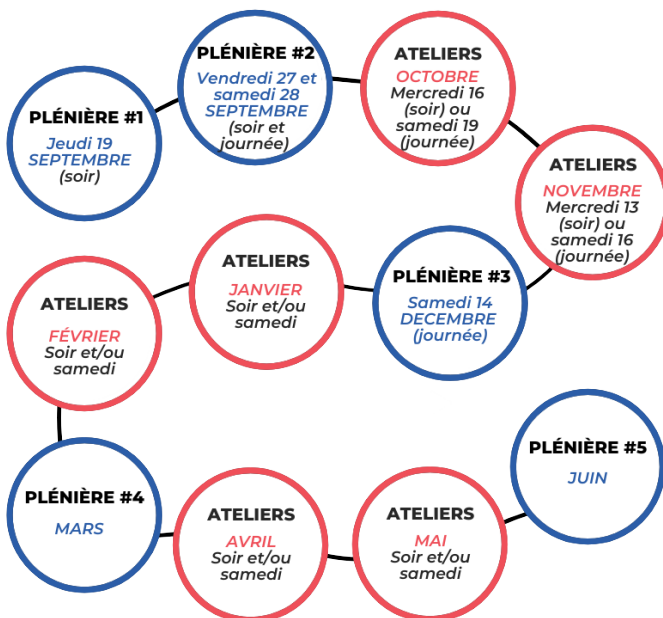 PLÉNIÈRE #1
Jeudi 19
SEPTEMBRE
(soir)
PLÉNIÈRE #2
Vendredi 27 et
samedi 28
SEPTEMBRE
(soir et
journée)
ATELIERS
OCTOBRE
Mercredi 16
(soir) ou
samedi 19
(journée)
ATELIERS
NOVEMBRE
Mercredi 13
(soir) ou
samedi 16
(journée)
PLÉNIÈRE #3
Samedi 14
DECEMBRE
(journée)
ATELIERS
JANVIER
Soir et/ou
samedi
ATELIERS
FÉVRIER
Soir et/ou
samedi
PLÉNIÈRE #4
MARS
ATELIERS
AVRIL
Soir et/ou
samedi
ATELIERS
MAI
Soir et/ou
samedi
PLÉNIÈRE #5
JUIN